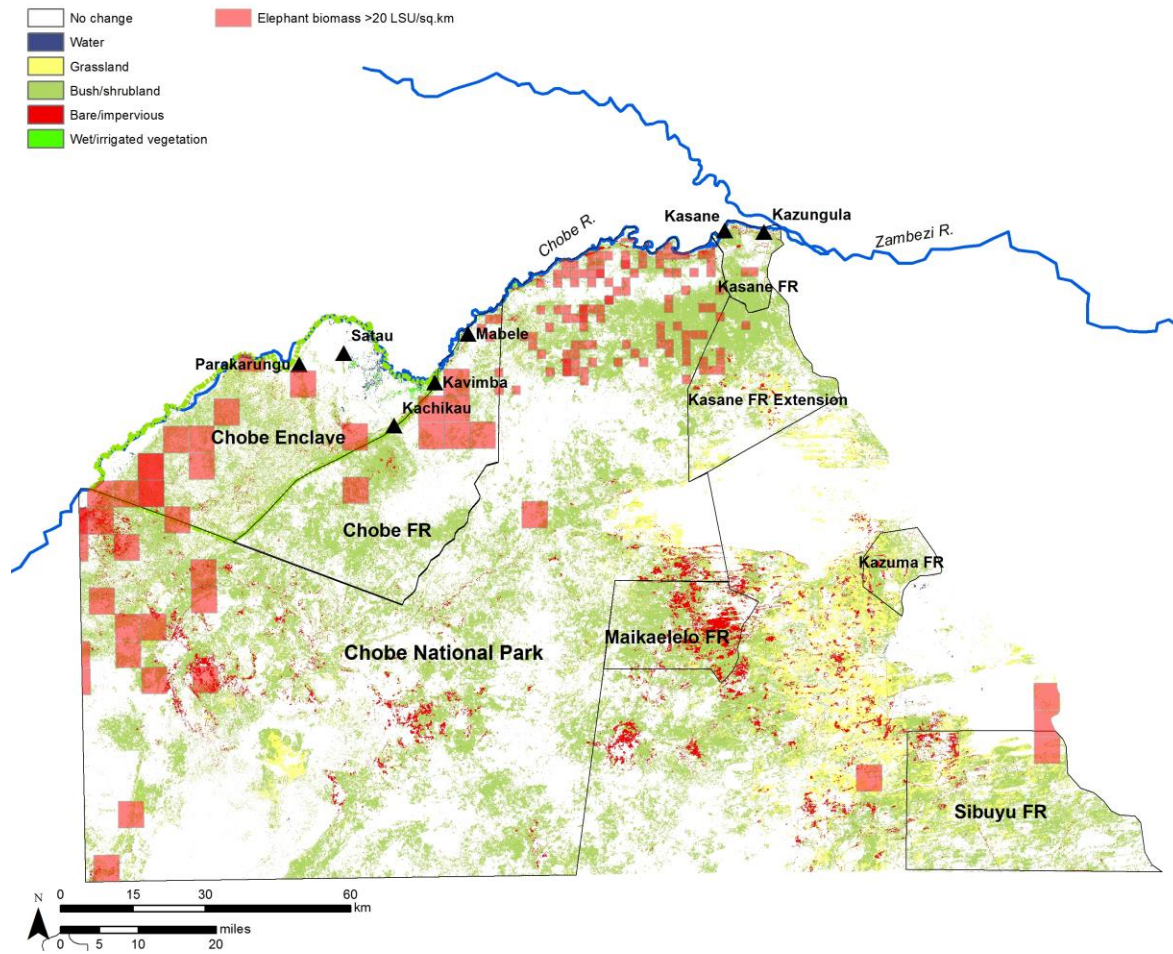 No change
Water
Grassland
Bush/shrubland
Bare/impervious
Wet/irrigated vegetation
Elephant biomass >20 LSU/sq.km
Kasane
Kazungula
Chobe R.
Zambezi R.
Kasane FR
Satau
Mabele
Parakarungu
Kavimba
Kachikau
Kasane FR Extension
Chobe Enclave
Chobe FR
Kazuma FR
Maikaelelo FR
Chobe National Park
Sibuyu FR
N
0 15 30 60
km
miles
0 5 10 20